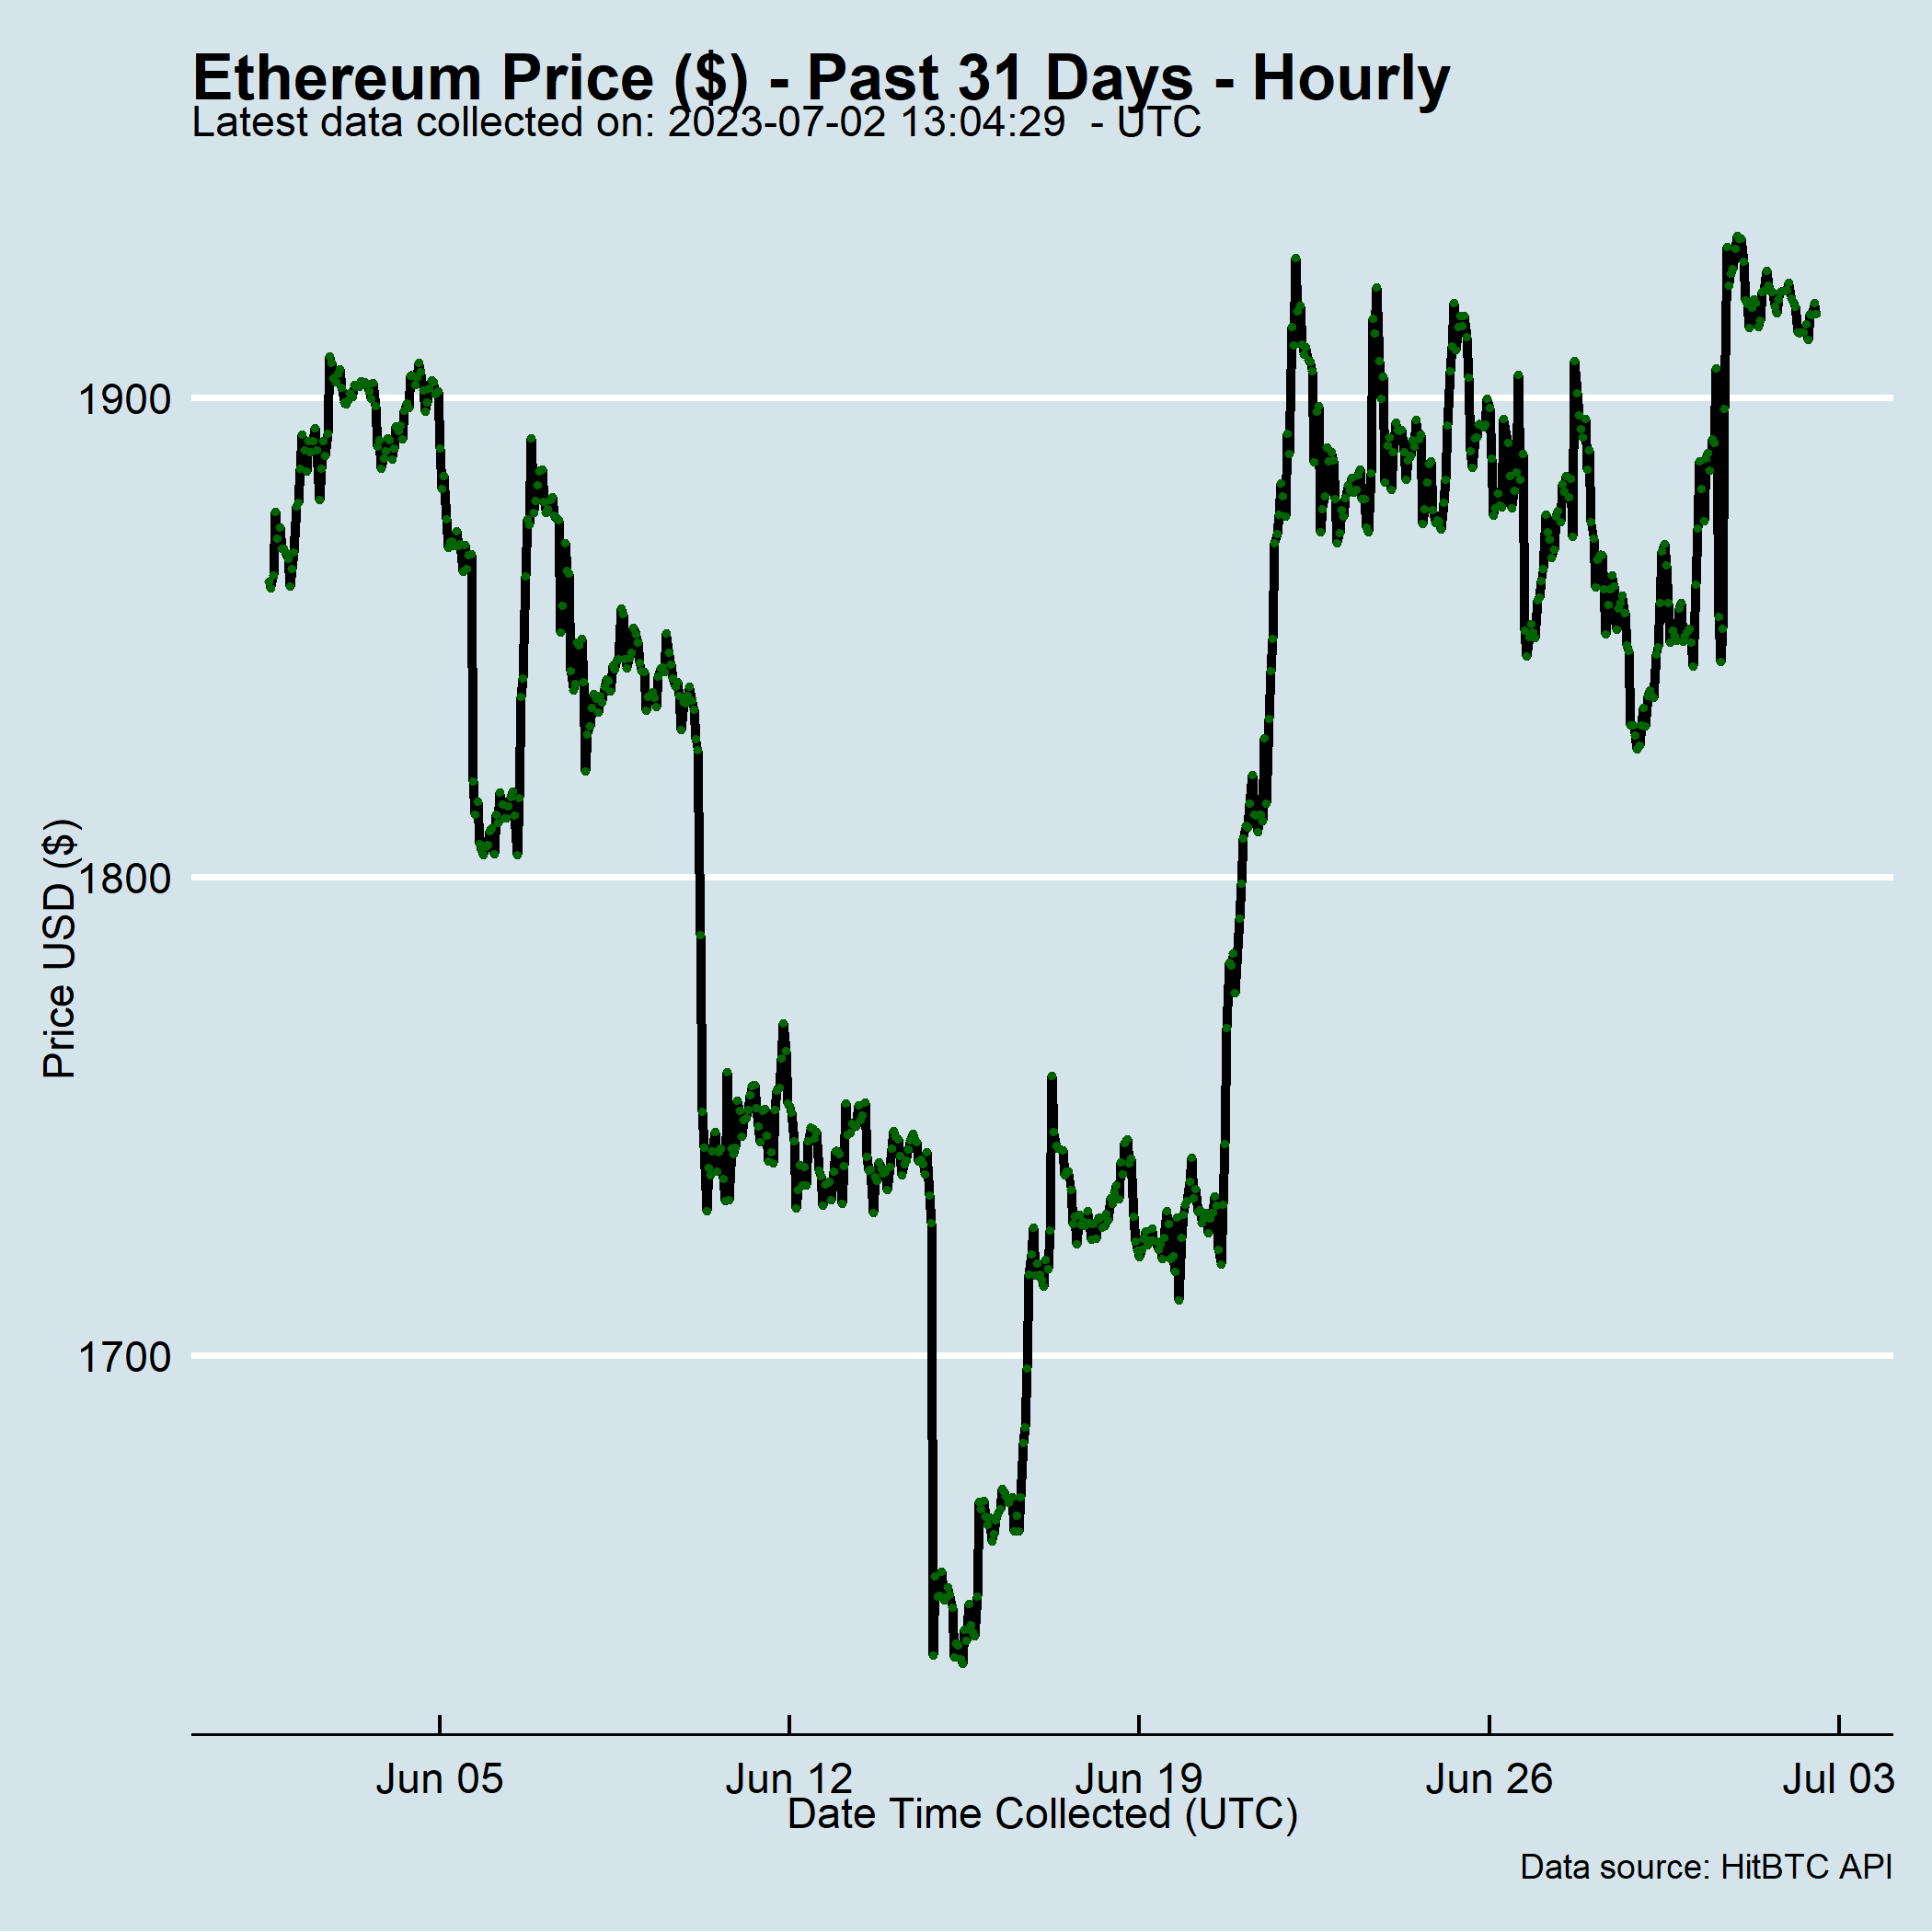 Ethereum Price ($) - Past 31 Days - Hourly
Latest data collected on: 2023-07-02 13:04:29  - UTC
1900
1800
1700
Price USD ($)
Jun 05
Jun 12
Jun 19
Jun 26
Jul 03
Date Time Collected (UTC)
Data source: HitBTC API